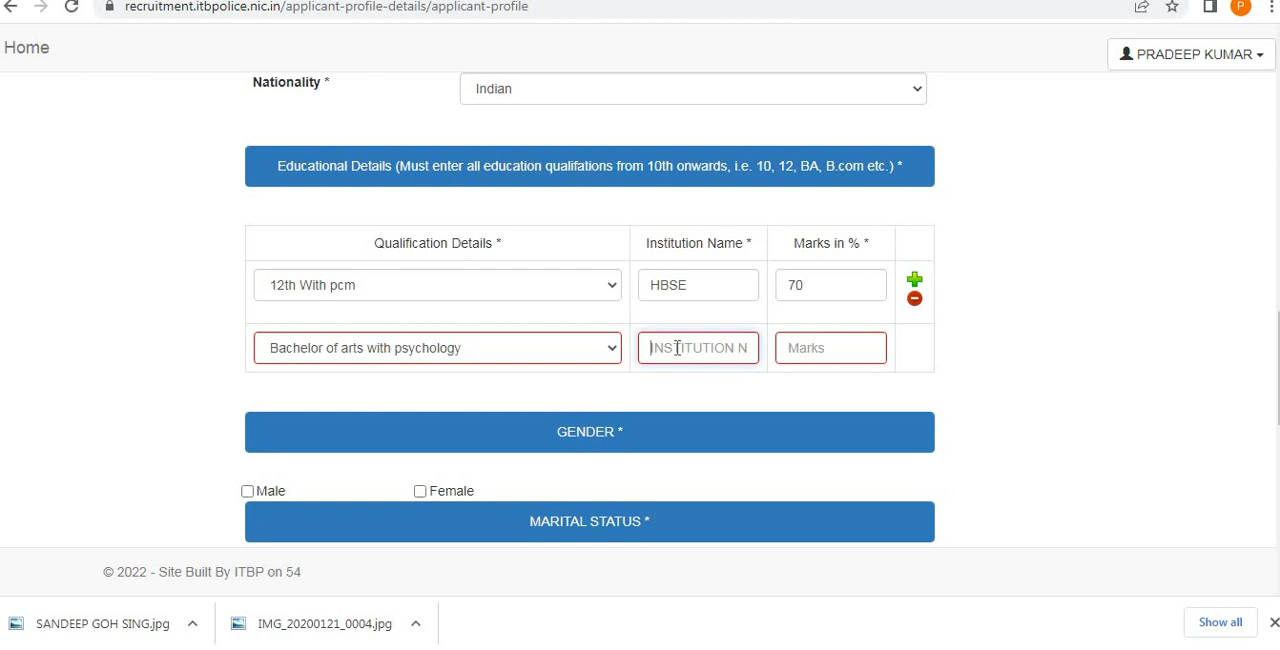 recruitment.itbpolice.nic.in/applicant-profile-details/applicant-profile
P
Home
PRADEEP KUMAR
Nationality *
Indian
Educational Details (Must enter all education qualifations from 10th onwards, i.e. 10, 12, BA, B.com etc.) *
Qualification Details * Institution Name * Marks in % *
12th With pcm HBSE 70
Bachelor of arts with psychology INSTITUTION N Marks
GENDER *
Male Female
MARITAL STATUS *
© 2022 - Site Built By ITBP on 54
SANDEEP GOH SING.jpg IMG_20200121_0004.jpg Show all